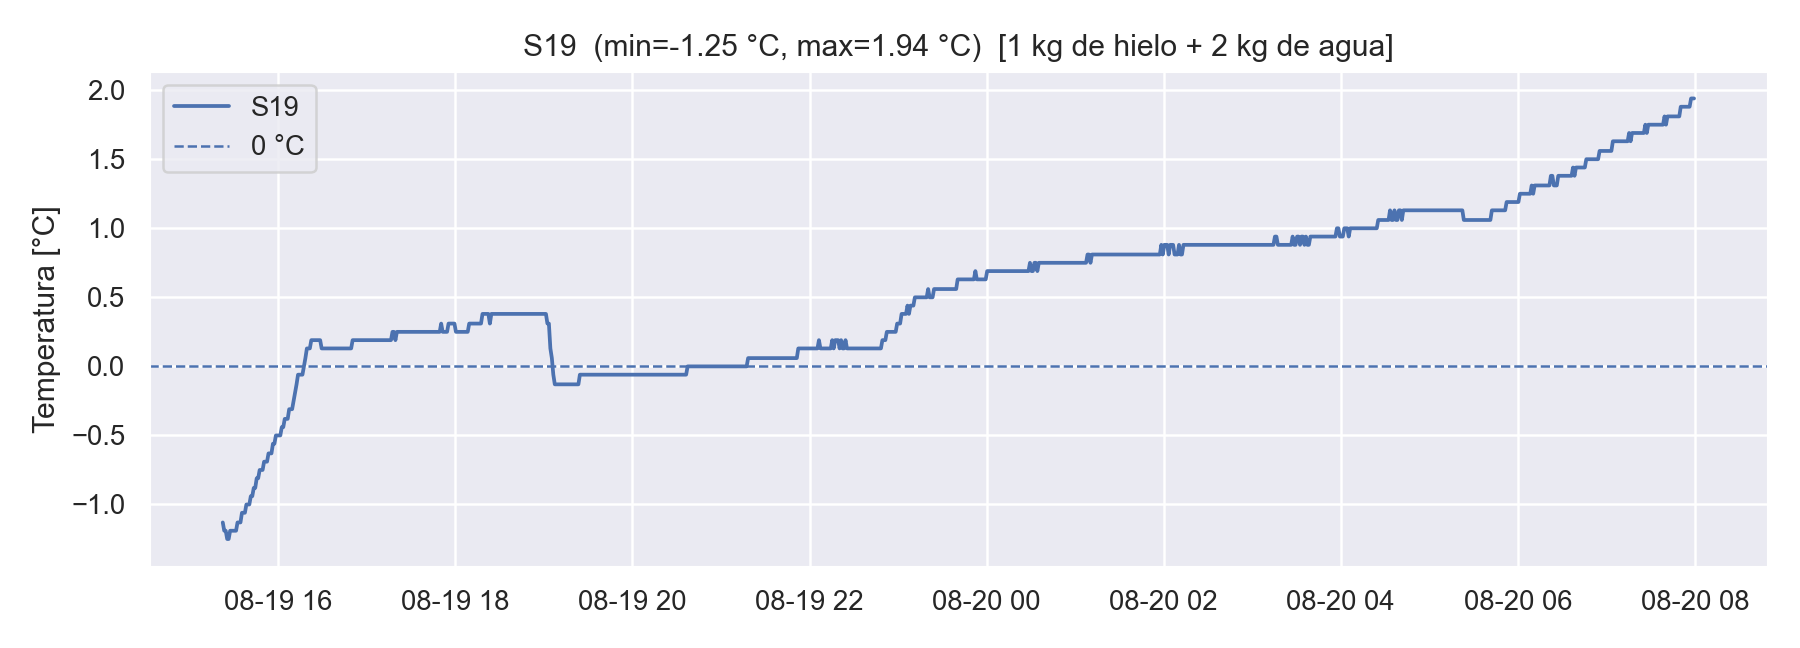 S19  (min=-1.25 °C, max=1.94 °C)  [1 kg de hielo + 2 kg de agua]
S19
0 °C
Temperatura [°C]
2.0
1.5
1.0
0.5
0.0
−0.5
−1.0
08-19 16 08-19 18 08-19 20 08-19 22 08-20 00 08-20 02 08-20 04 08-20 06 08-20 08